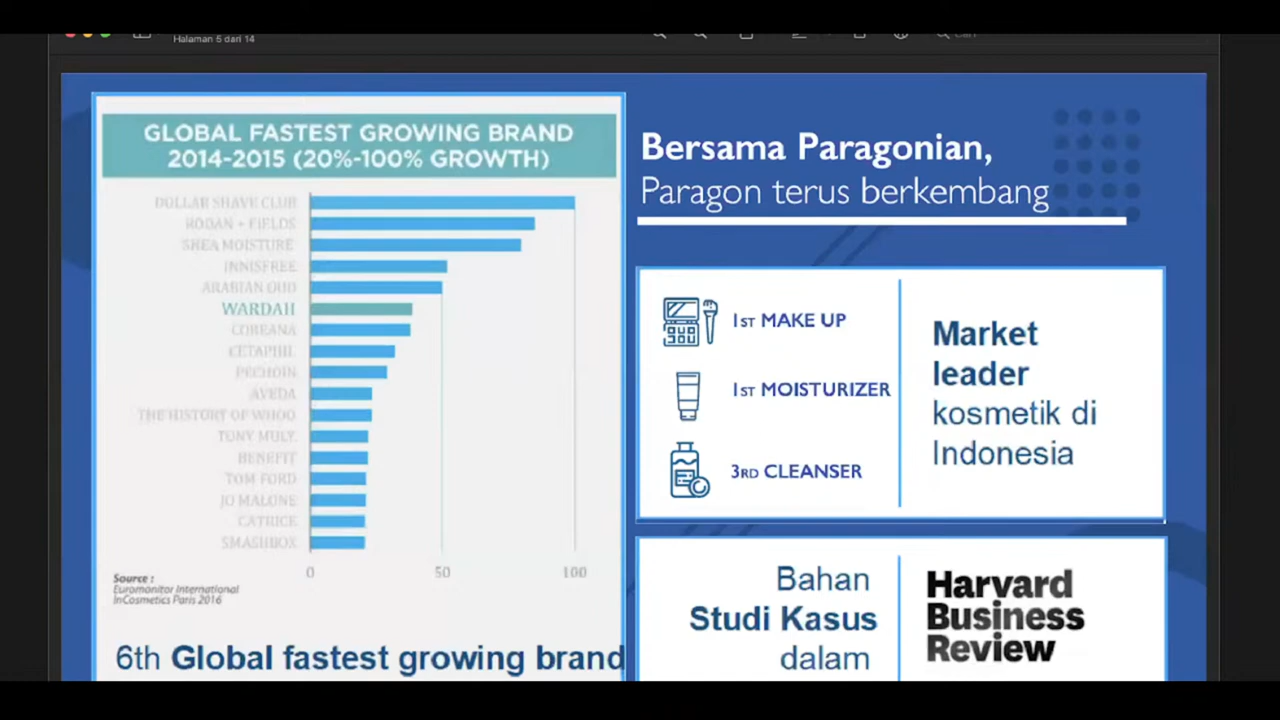 Halaman 5 dari 14
GLOBAL FASTEST GROWING BRAND
2014-2015 (20%-100% GROWTH)
DOLLAR SHAVE CLUB
RODAN + FIELDS
SHEA MOISTURE
INNISFREE
ARABIAN OUD
WARDAH
COREANA
CETAPHIL
PECHOIN
AVEDA
THE HISTORY OF WHOO
TONY MULY
BENEFIT
TOM FORD
JO MALONE
CATRICE
SMASHBOX
0 50 100
Source :
Euromonitor International
InCosmetics Paris 2016
6th Global fastest growing brand
Bersama Paragonian,
Paragon terus berkembang
1ST MAKE UP
1ST MOISTURIZER
3RD CLEANSER
Market
leader
kosmetik di
Indonesia
Bahan
Studi Kasus
dalam
Harvard
Business
Review